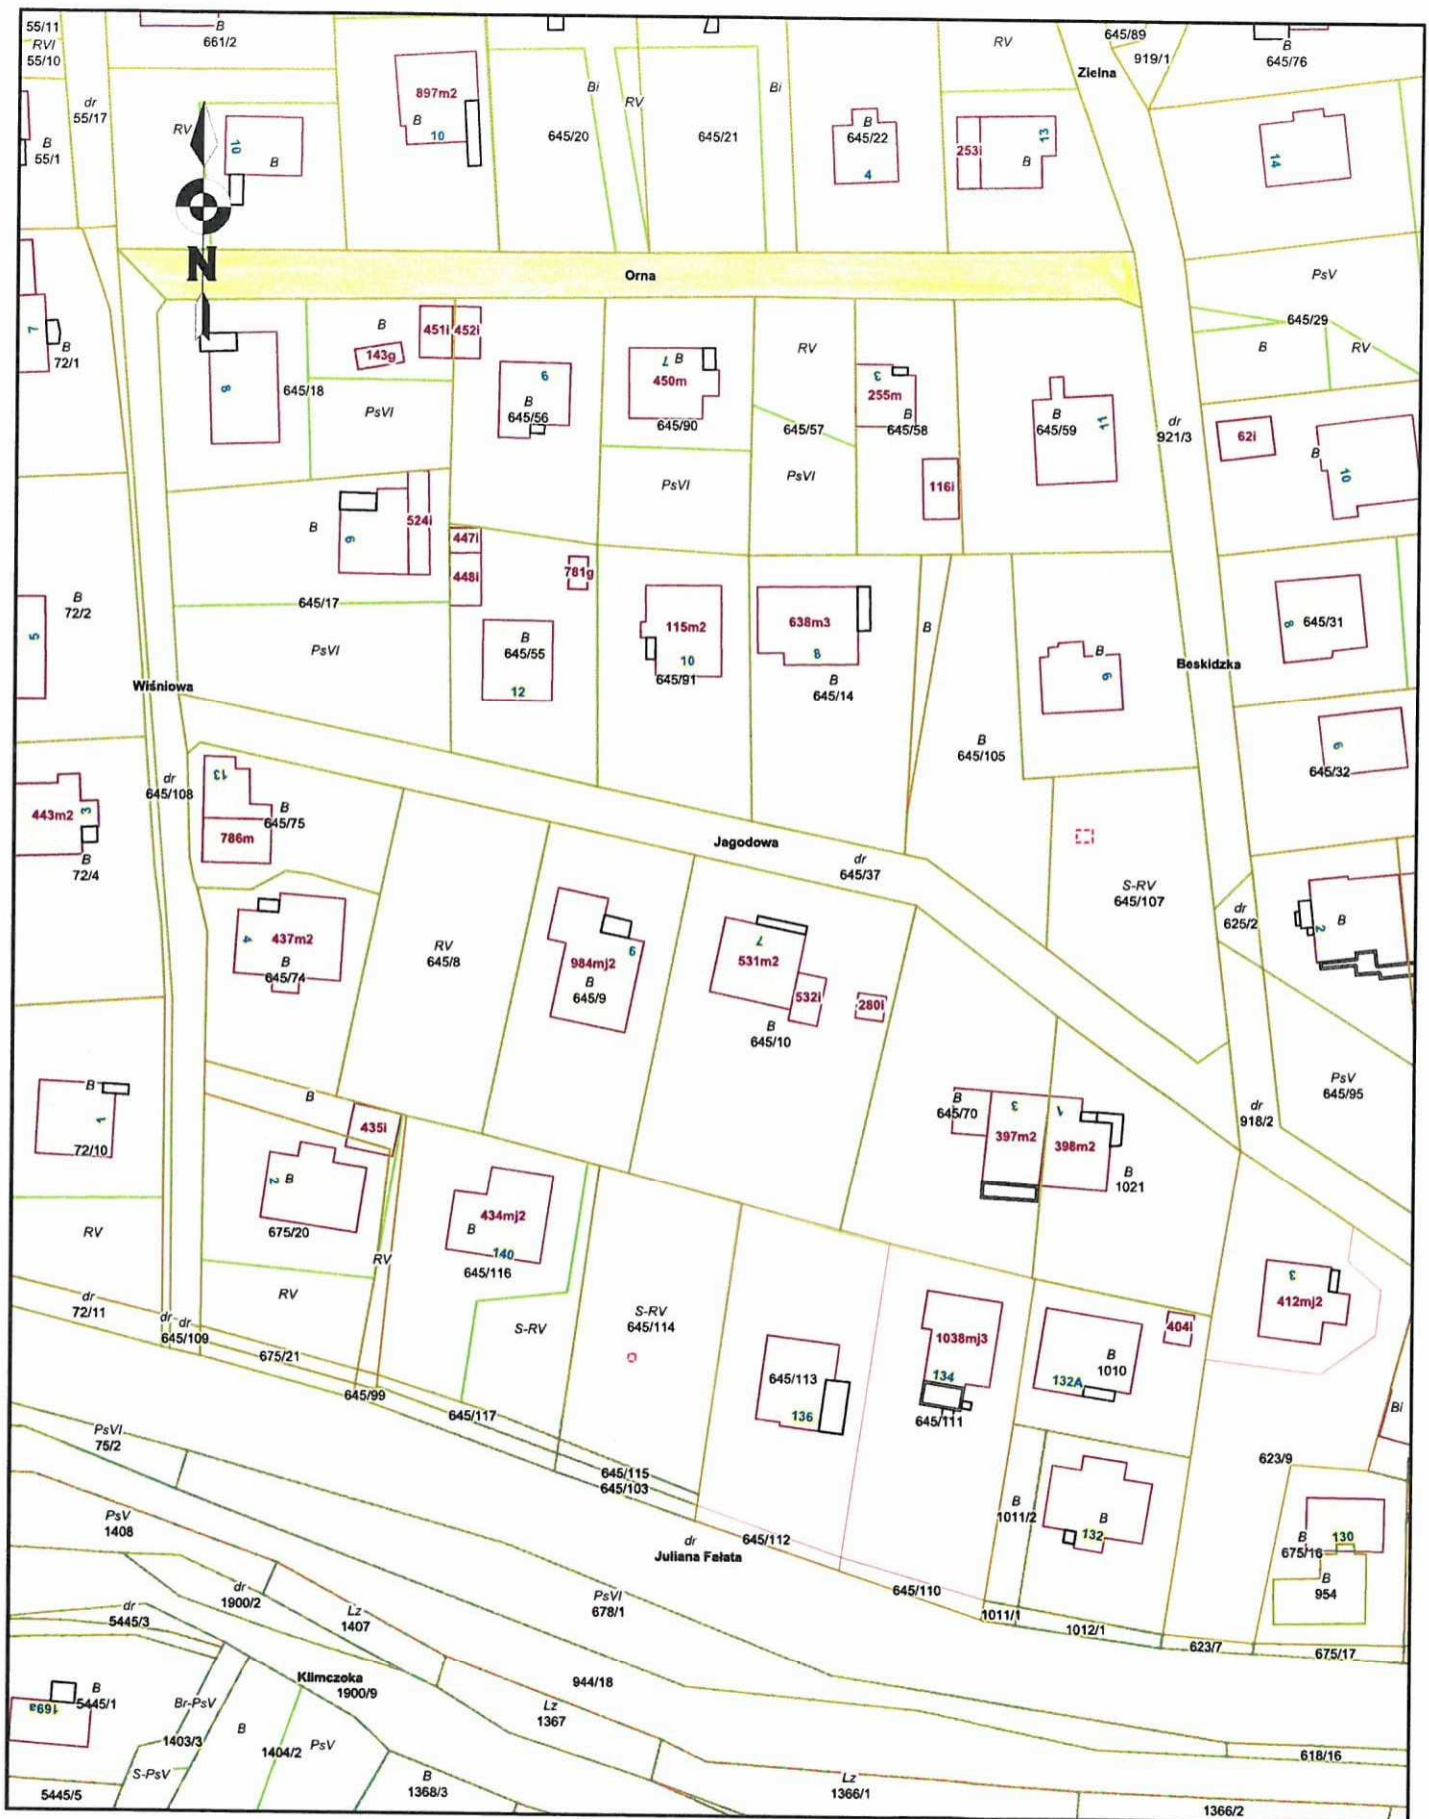 55/11
RVI
55/10
B
661/2
dr
55/17
B
55/1
RV
10
B
897m2
B
10
Bi
RV
645/20
645/21
Bi
B
645/22
4
RV
253i
B
13
Zielna
645/89
919/1
B
645/76
14
N
Orna
PsV
645/29
B
RV
7
B
72/1
8
645/18
B
143g
451i
452i
PsVI
9
B
645/56
7
B
450m
645/90
PsVI
RV
645/57
PsVI
3
255m
B
645/58
116i
B
645/59
11
dr
921/3
62i
B
10
B
6
524i
447i
448i
781g
645/17
PsVI
B
645/55
12
115m2
10
645/91
638m3
8
B
645/14
B
B
645/105
B
6
Beskidzka
8
645/31
6
645/32
B
72/2
5
Wiśniowa
dr
645/108
443m2
3
B
72/4
13
B
645/75
786m
4
437m2
B
645/74
RV
645/8
Jagodowa
dr
645/37
9
984mj2
B
645/9
7
531m2
532i
280i
B
645/10
S-RV
645/107
dr
625/2
2
B
PsV
645/95
dr
918/2
B
1
72/10
RV
B
435i
2
B
675/20
RV
RV
434mj2
B
140
645/116
S-RV
S-RV
645/114
B
645/70
3
397m2
1
398m2
B
1021
3
412mj2
dr
72/11
dr
dr
645/109
675/21
645/99
645/117
645/115
645/103
645/113
136
1038mj3
134
645/111
B
1010
132A
404i
Bi
623/9
B
1011/2
B
132
B
675/16
130
B
954
PsVI
75/2
PsV
1408
dr
Juliana Fałata
645/112
645/110
1011/1
1012/1
623/7
675/17
dr
1900/2
dr
5445/3
Lz
1407
PsVI
678/1
Klimczoka
1900/9
944/18
Lz
1367
B
5445/1
169a
Br-PsV
1403/3
B
1404/2
PsV
S-PsV
5445/5
B
1368/3
Lz
1366/1
618/16
1366/2